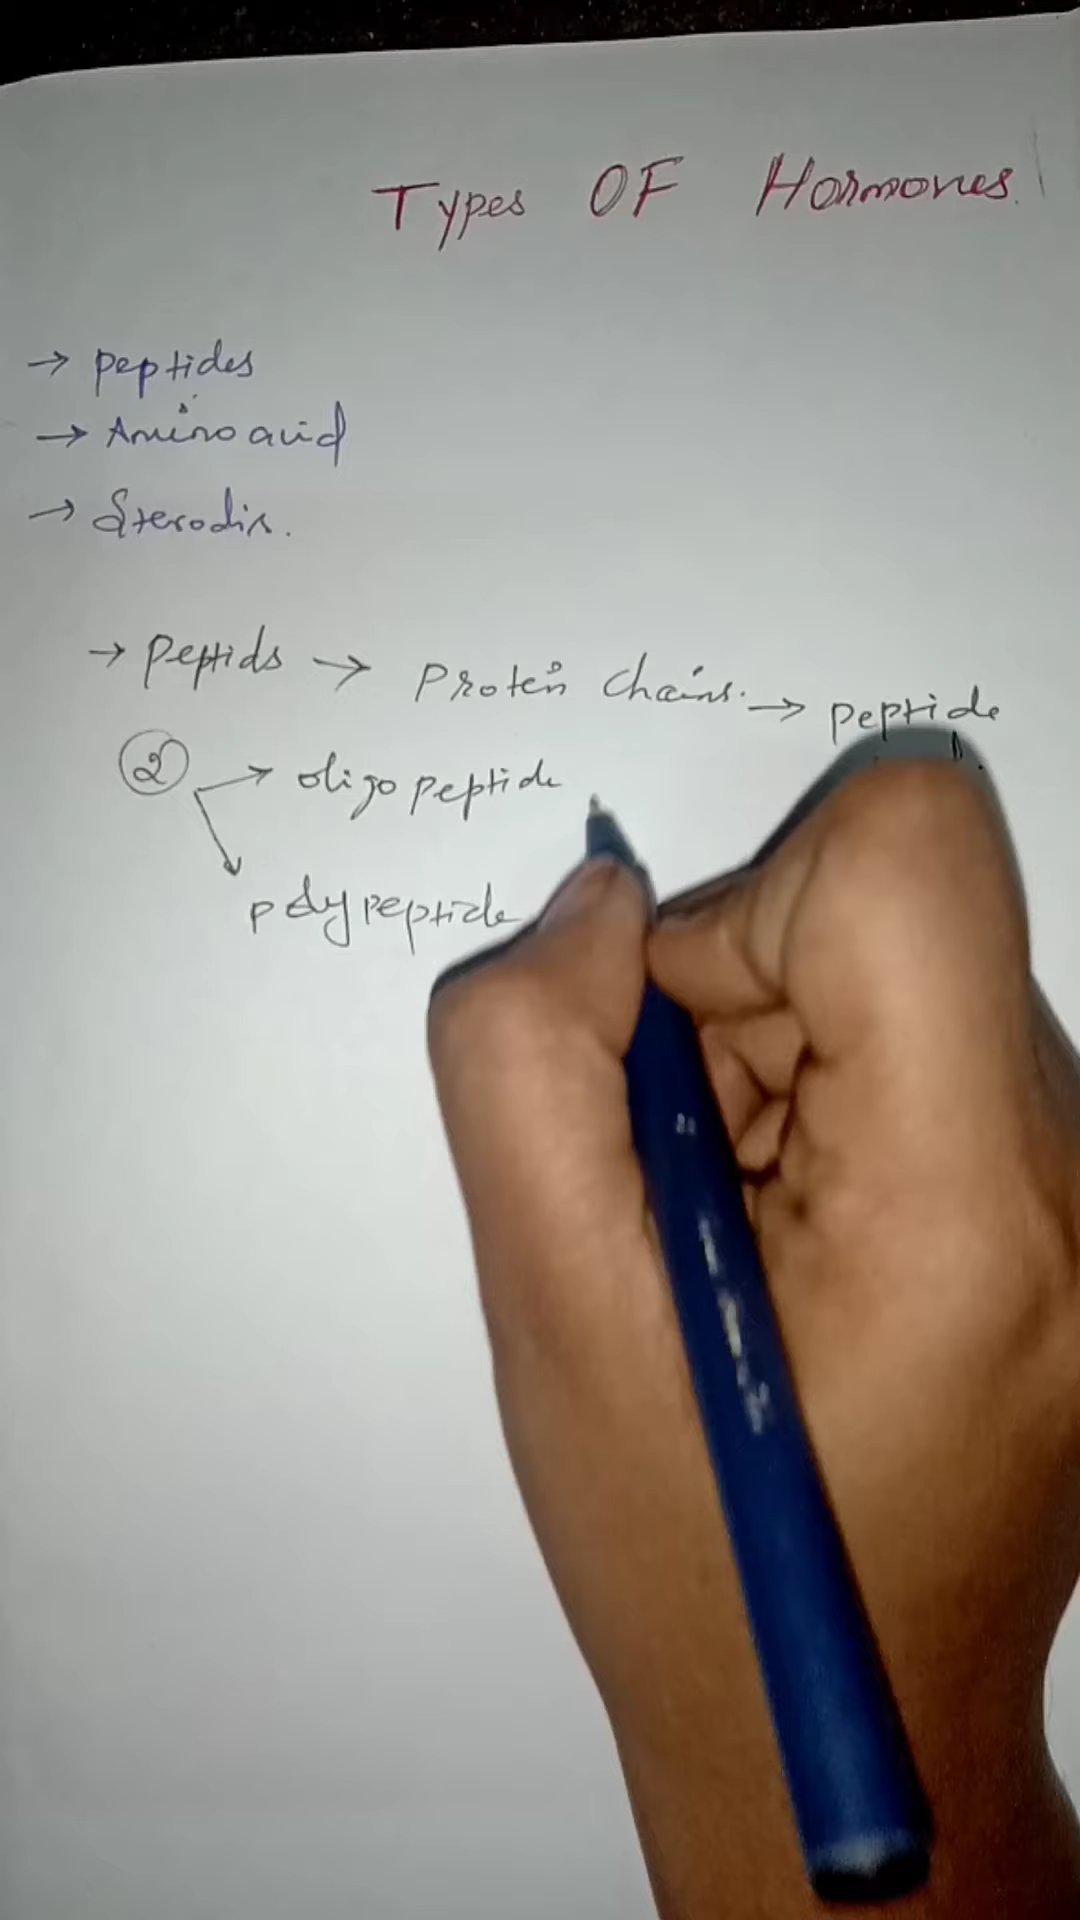 Types OF Hormones.
→ peptides
→ Amino acid
→ Sterodis.
→ Peptids → Protein chains. → peptide
② → oligo peptide
polypeptide